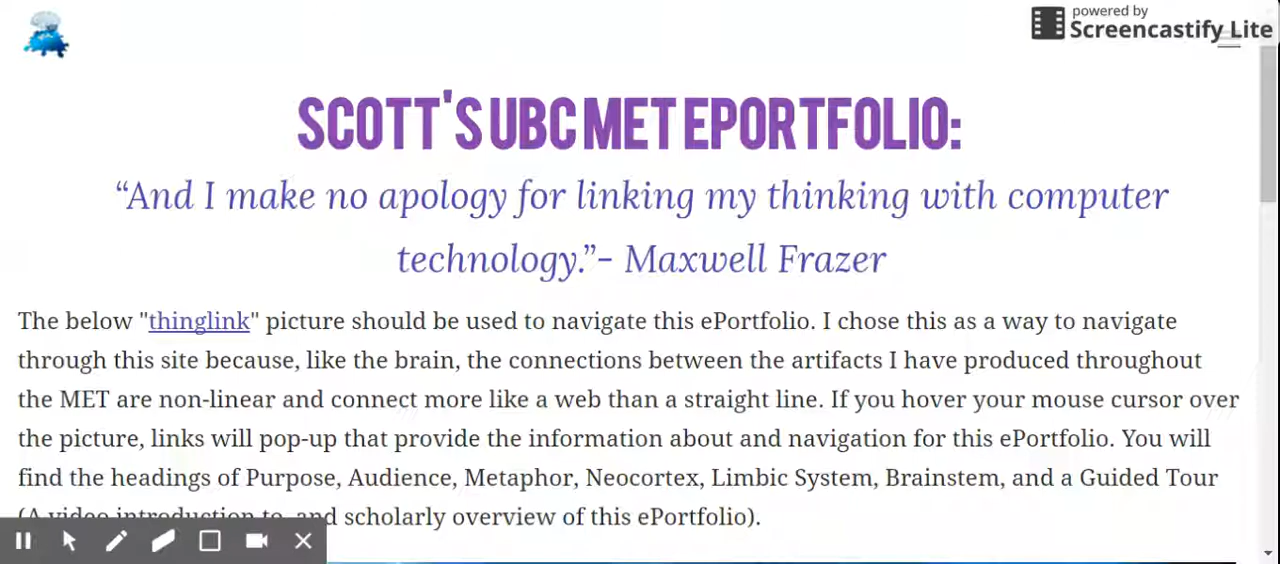 powered by
Screencastify Lite
SCOTT'S UBC MET EPORTFOLIO:
“And I make no apology for linking my thinking with computer
technology.”- Maxwell Frazer
The below "thinglink" picture should be used to navigate this ePortfolio. I chose this as a way to navigate
through this site because, like the brain, the connections between the artifacts I have produced throughout
the MET are non-linear and connect more like a web than a straight line. If you hover your mouse cursor over
the picture, links will pop-up that provide the information about and navigation for this ePortfolio. You will
find the headings of Purpose, Audience, Metaphor, Neocortex, Limbic System, Brainstem, and a Guided Tour
(A video introduction to, and scholarly overview of this ePortfolio).